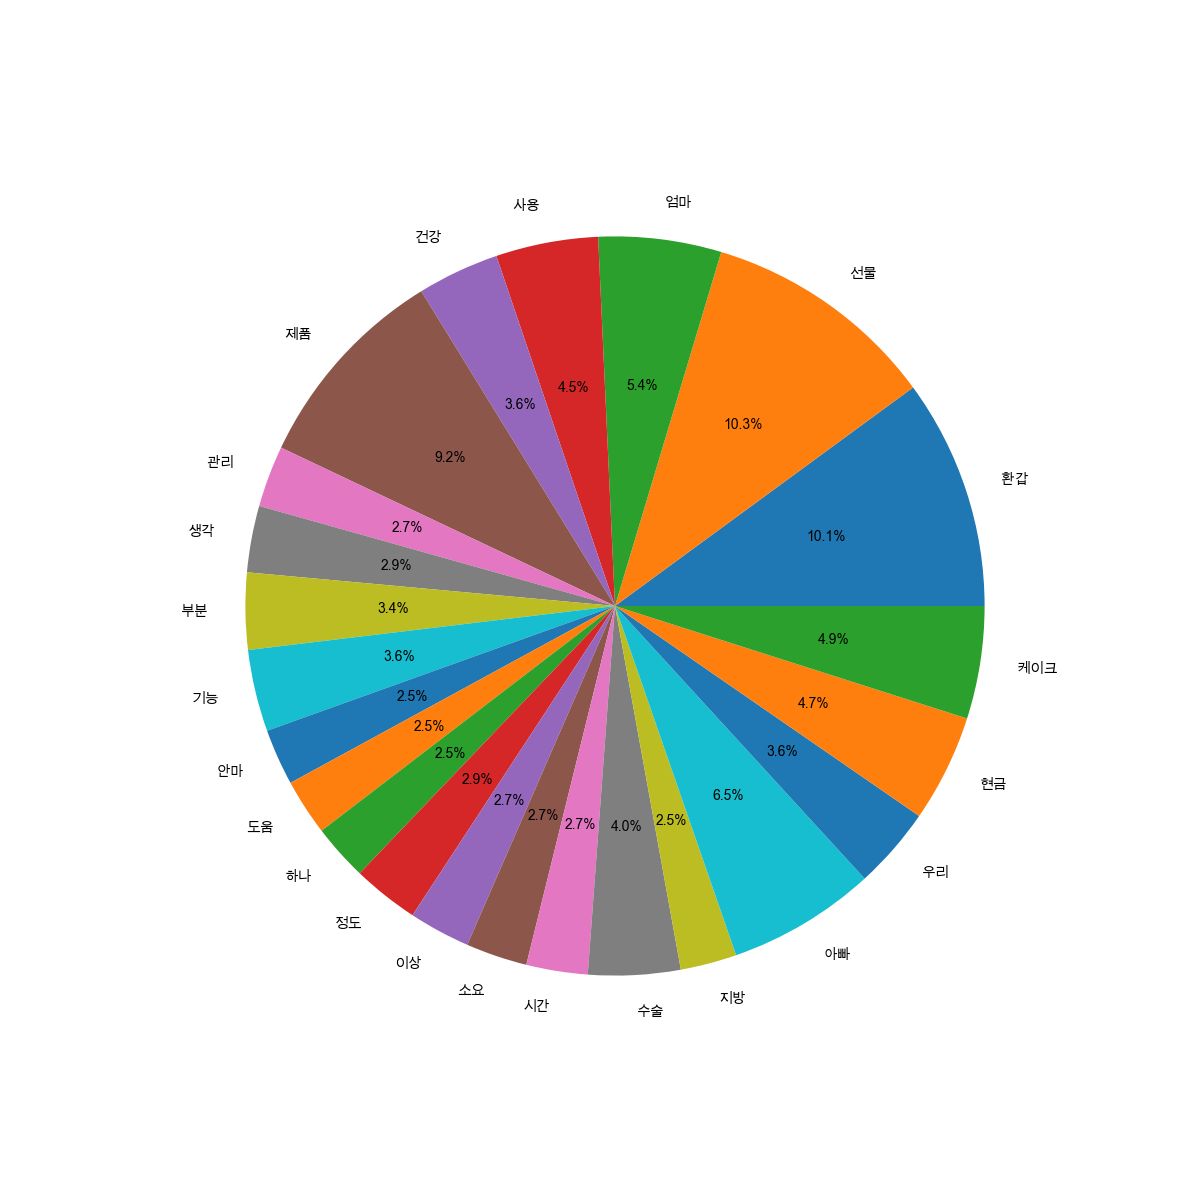 엄마
사용
건강
선물
제품
환갑
관리
생각
부분
기능
안마
도움
하나
정도
이상
소요
시간
수술
지방
아빠
우리
현금
케이크
5.4%
4.5%
3.6%
10.3%
9.2%
10.1%
2.7%
2.9%
3.4%
3.6%
2.5%
2.5%
2.5%
2.9%
2.7%
2.7%
2.7%
4.0%
2.5%
6.5%
3.6%
4.7%
4.9%